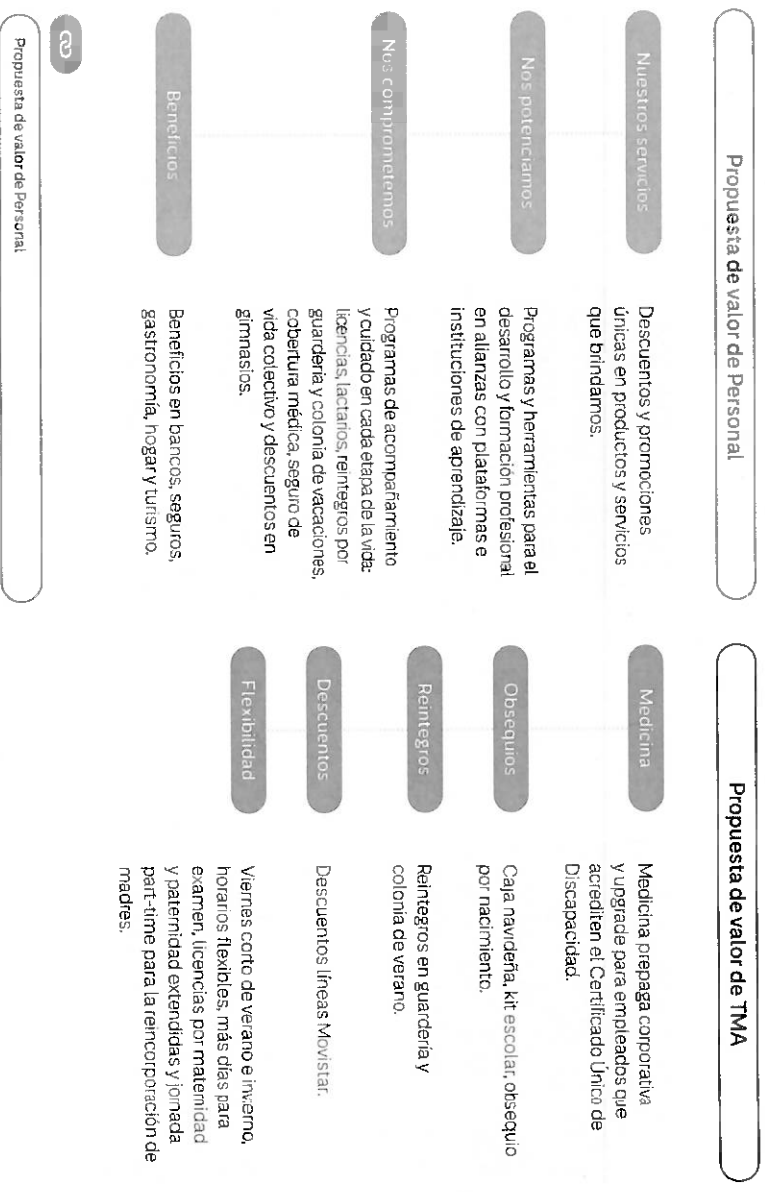 Propuesta de valor de Personal
Nuestros servicios
Descuentos y promociones
únicas en productos y servicios
que brindamos.
Nos potenciamos
Programas y herramientas para el
desarrollo y formación profesional
en alianzas con plataformas e
instituciones de aprendizaje.
Nos comprometemos
Programas de acompañamiento
y cuidado en cada etapa de la vida:
licencias, lactarios, reintegros por
guardería y colonia de vacaciones,
cobertura médica, seguro de
vida colectivo y descuentos en
gimnasios.
Beneficios
Beneficios en bancos, seguros,
gastronomía, hogar y turismo.
Propuesta de valor de Personal
Propuesta de valor de TMA
Medicina
Medicina prepaga corporativa
y upgrade para empleados que
acrediten el Certificado Único de
Discapacidad.
Obsequios
Caja navideña, kit escolar, obsequio
por nacimiento.
Reintegros
Reintegros en guardería y
colonia de verano.
Descuentos
Descuentos líneas Movistar.
Flexibilidad
Viernes corto de verano e invierno,
horarios flexibles, más días para
examen, licencias por maternidad
y paternidad extendidas y jornada
part-time para la reincorporación de
madres.